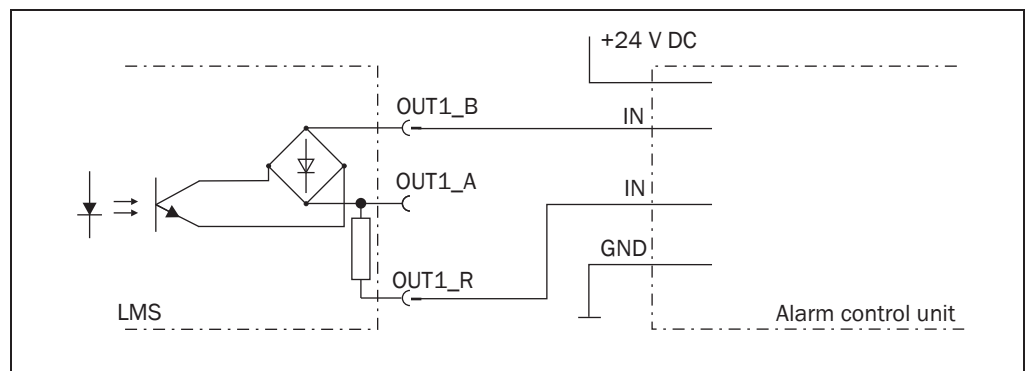 +24 V DC
OUT1_B
IN
OUT1_A
IN
GND
OUT1_R
LMS
Alarm control unit